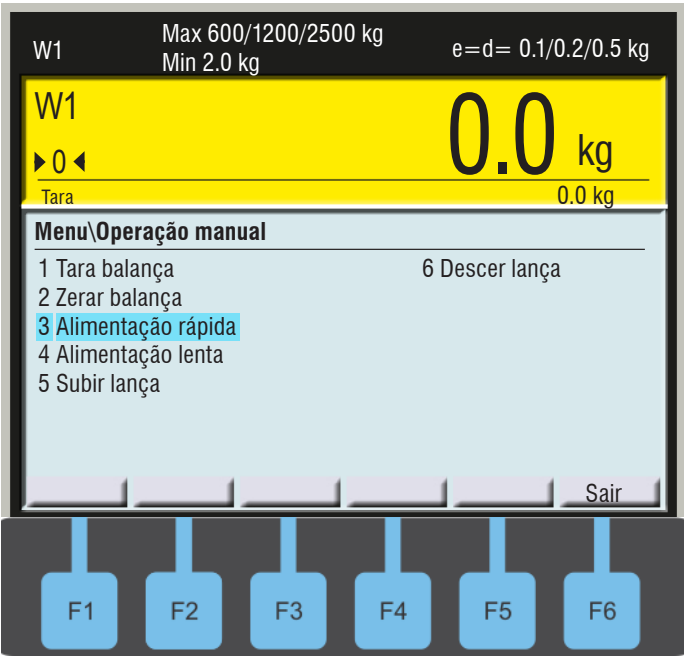 W1
Max 600/1200/2500 kg
Min 2.0 kg
e=d= 0.1/0.2/0.5 kg
W1
0.0 kg
0
Tara
0.0 kg
Menu\Operação manual
1 Tara balança
2 Zerar balança
3 Alimentação rápida
4 Alimentação lenta
5 Subir lança
6 Descer lança
Sair
F1
F2
F3
F4
F5
F6